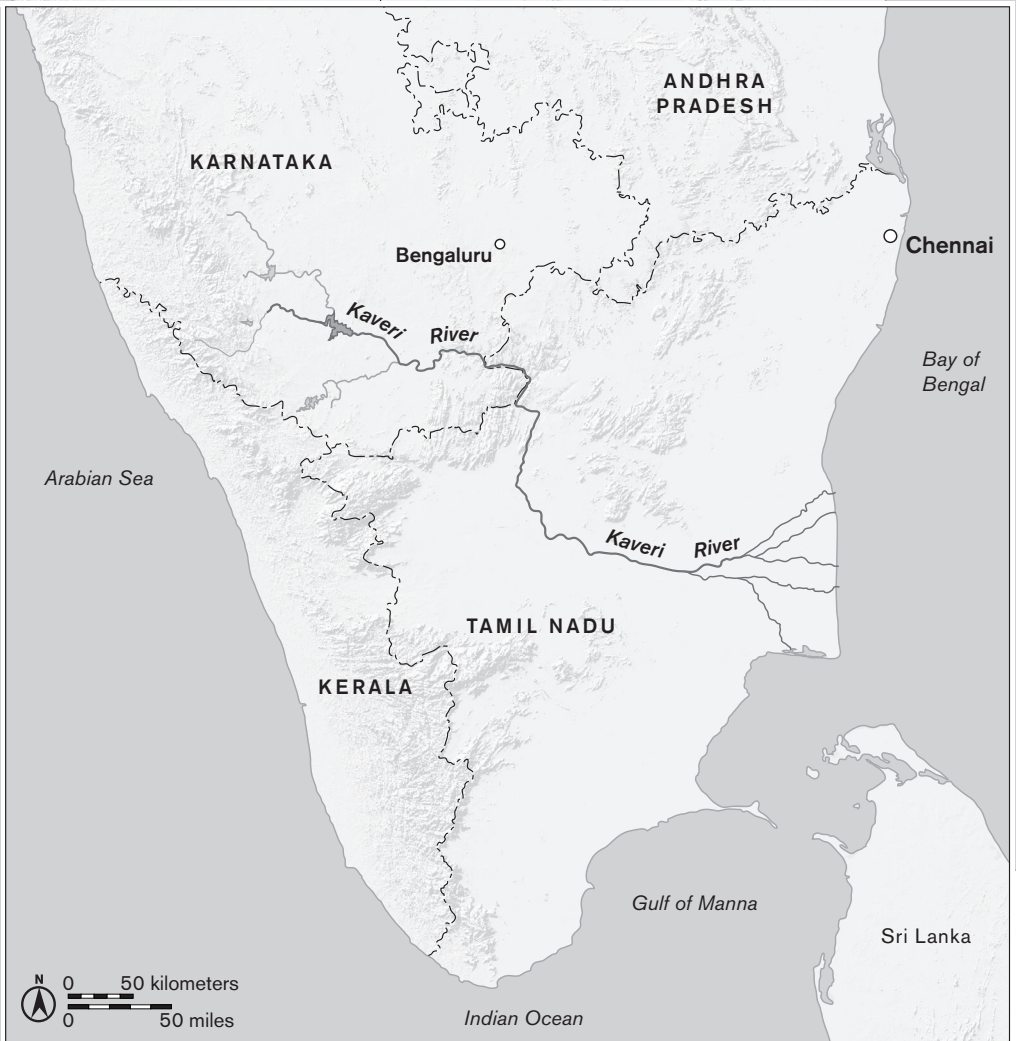 ANDHRA
PRADESH
KARNATAKA
Bengaluru
Chennai
Kaveri River
Bay of
Bengal
Arabian Sea
Kaveri River
TAMIL NADU
KERALA
Gulf of Manna
Sri Lanka
N
0 50 kilometers
0 50 miles
Indian Ocean